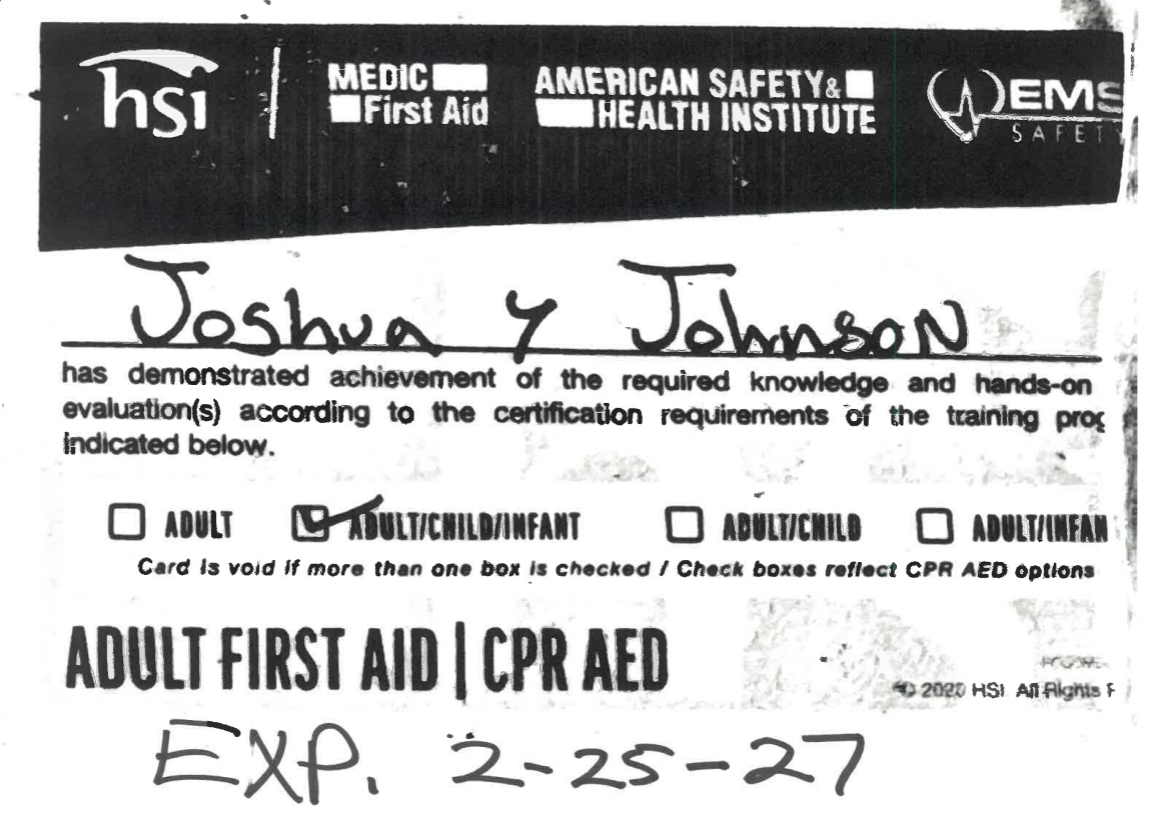 hsi
MEDIC
First Aid
AMERICAN SAFETY&
HEALTH INSTITUTE
EMS
SAFETY
Joshua Y Johnson
has demonstrated achievement of the required knowledge and hands-on
evaluation(s) according to the certification requirements of the training prog
indicated below.
ADULT ADULT/CHILD/INFANT ADULT/CHILD ADULT/INFAN
Card is void if more than one box is checked / Check boxes reflect CPR AED options
ADULT FIRST AID | CPR AED
© 2020 HSI All Rights
EXP. 2-25-27